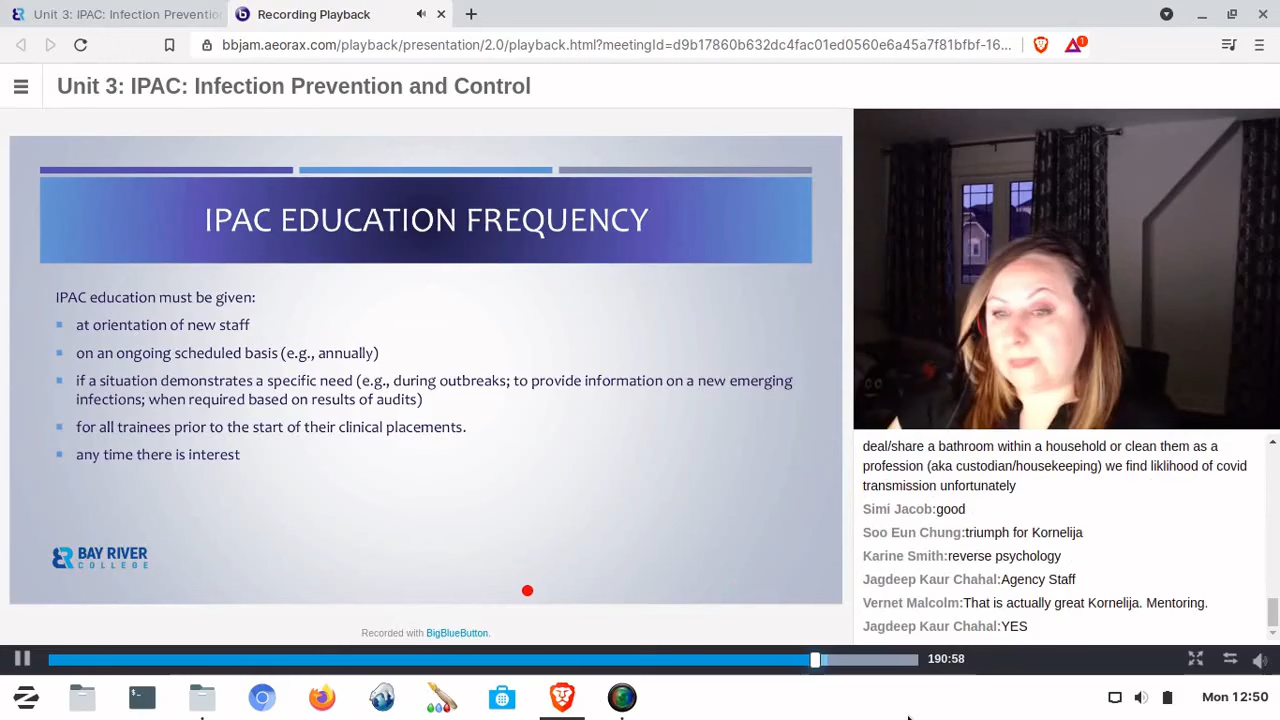 Unit 3: IPAC: Infection Preventio
Recording Playback
bbjam.aeorax.com/playback/presentation/2.0/playback.html?meetingId=d9b17860b632dc4fac01ed0560e6a45a7f81bfbf-16...
1
Unit 3: IPAC: Infection Prevention and Control
IPAC EDUCATION FREQUENCY
IPAC education must be given:
at orientation of new staff
on an ongoing scheduled basis (e.g., annually)
if a situation demonstrates a specific need (e.g., during outbreaks; to provide information on a new emerging
infections; when required based on results of audits)
for all trainees prior to the start of their clinical placements.
any time there is interest
BAY RIVER
COLLEGE
Recorded with BigBlueButton.
deal/share a bathroom within a household or clean them as a
profession (aka custodian/housekeeping) we find liklihood of covid
transmission unfortunately
Simi Jacob:good
Soo Eun Chung:triumph for Kornelija
Karine Smith:reverse psychology
Jagdeep Kaur Chahal:Agency Staff
Vernet Malcolm:That is actually great Kornelija. Mentoring.
Jagdeep Kaur Chahal:YES
190:58
Mon 12:50